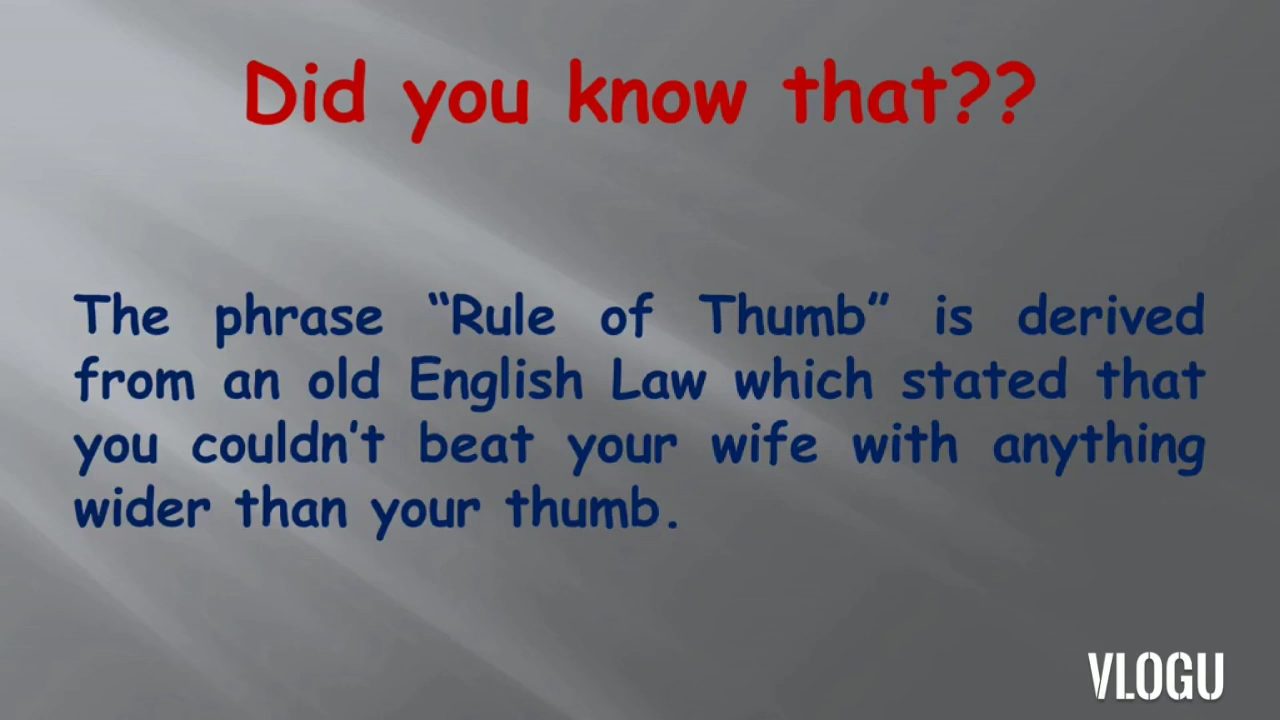 Did you know that??
The phrase “Rule of Thumb” is derived
from an old English Law which stated that
you couldn’t beat your wife with anything
wider than your thumb.
VLOGU